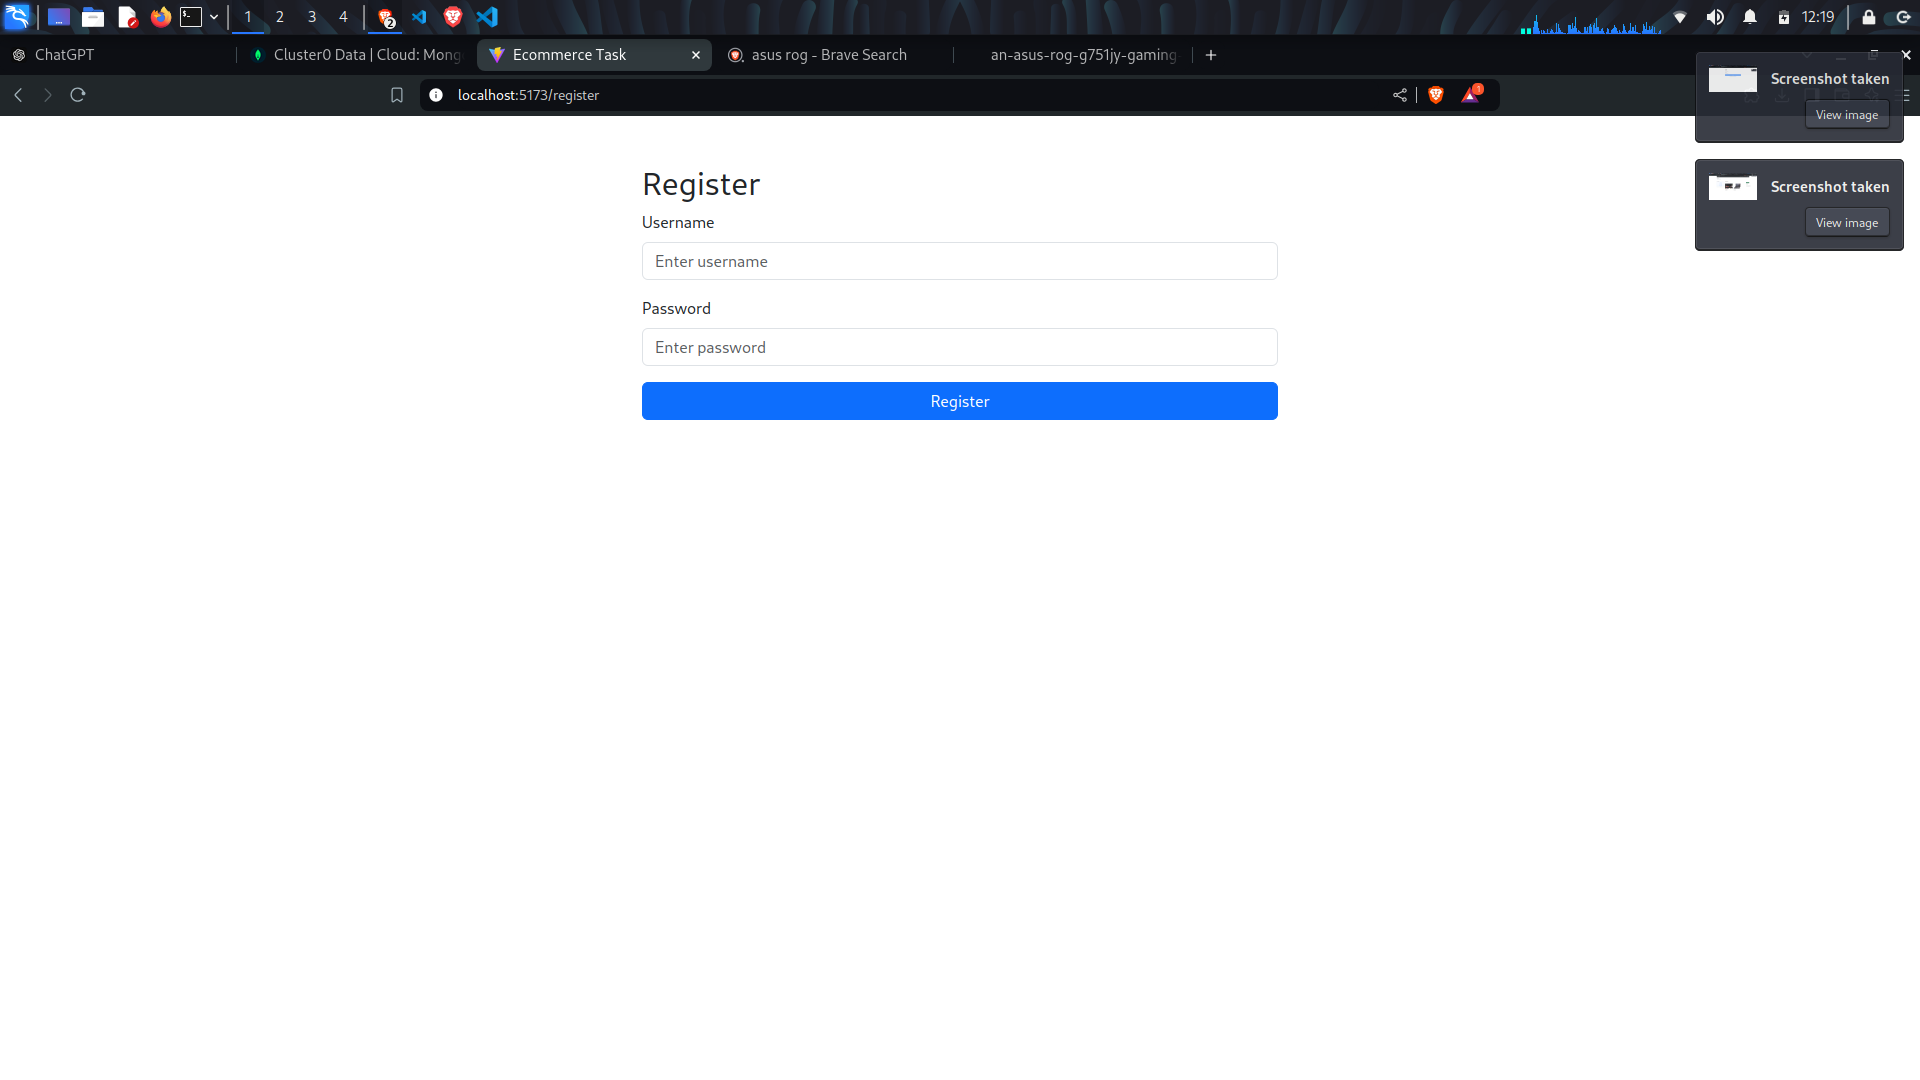 1 2 3 4 2 12:19
ChatGPT Cluster0 Data | Cloud: Mong Ecommerce Task asus rog - Brave Search an-asus-rog-g751jy-gaming-
localhost:5173/register 1
Screenshot taken
View image
Screenshot taken
View image
Register
Username
Enter username
Password
Enter password
Register